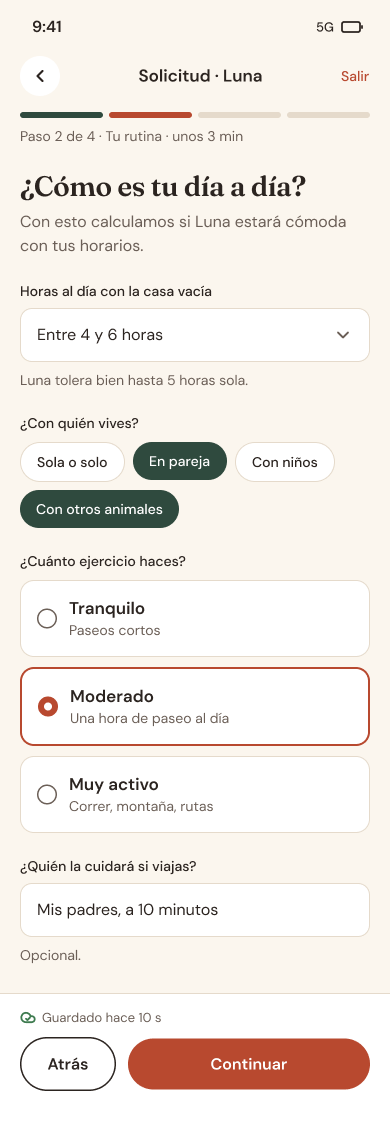 9:41
5G
Solicitud · Luna
Salir
Paso 2 de 4 · Tu rutina · unos 3 min
¿Cómo es tu día a día?
Con esto calculamos si Luna estará cómoda
con tus horarios.
Horas al día con la casa vacía
Entre 4 y 6 horas
Luna tolera bien hasta 5 horas sola.
¿Con quién vives?
Sola o solo
En pareja
Con niños
Con otros animales
¿Cuánto ejercicio haces?
Tranquilo
Paseos cortos
Moderado
Una hora de paseo al día
Muy activo
Correr, montaña, rutas
¿Quién la cuidará si viajas?
Mis padres, a 10 minutos
Opcional.
Guardado hace 10 s
Atrás
Continuar